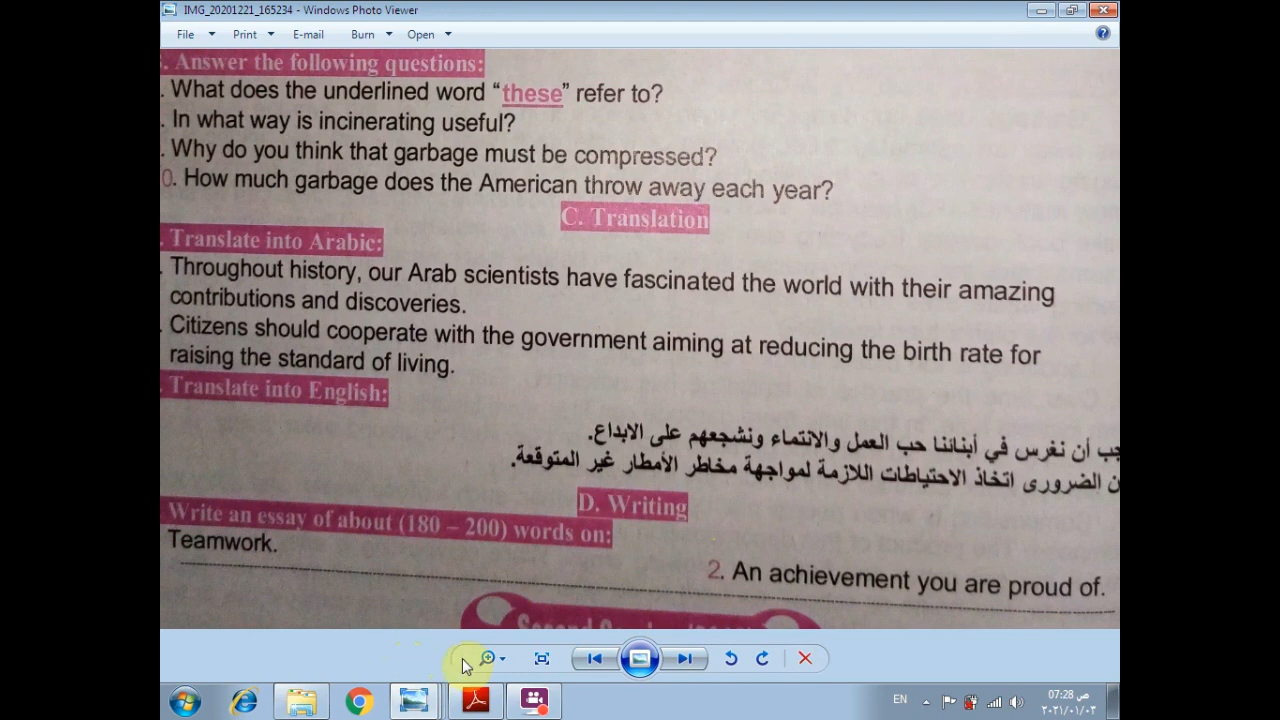 IMG_20201221_165234 - Windows Photo Viewer
File Print E-mail Burn Open
. Answer the following questions:
. What does the underlined word “these” refer to?
. In what way is incinerating useful?
. Why do you think that garbage must be compressed?
0. How much garbage does the American throw away each year?
C. Translation
. Translate into Arabic:
. Throughout history, our Arab scientists have fascinated the world with their amazing
contributions and discoveries.
. Citizens should cooperate with the government aiming at reducing the birth rate for
raising the standard of living.
. Translate into English:
جب أن نغرس في أبنائنا حب العمل والانتماء ونشجعهم على الابداع.
ن الضرورى اتخاذ الاحتياطات اللازمة لمواجهة مخاطر الأمطار غير المتوقعة.
D. Writing
Write an essay of about (180 – 200) words on:
Teamwork.
2. An achievement you are proud of.
EN
07:28 ص
٢٠٢١/٠١/٠٣